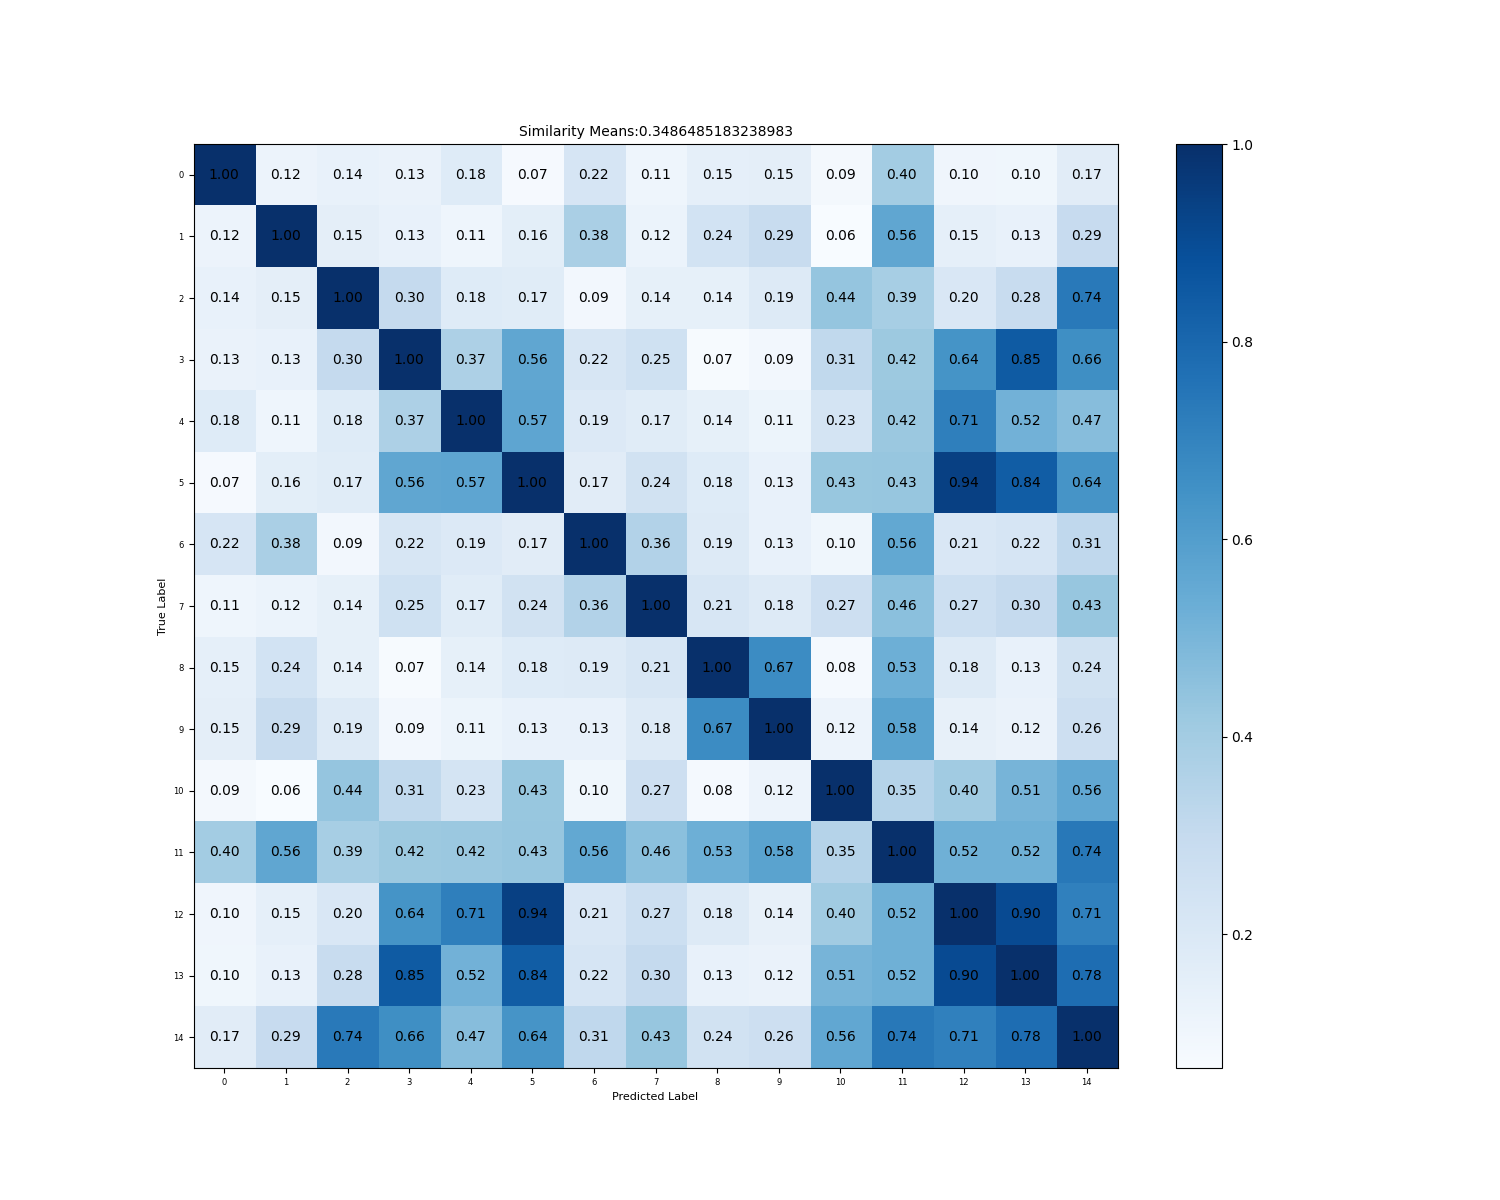 Similarity Means:0.3486485183238983
0 1.00 0.12 0.14 0.13 0.18 0.07 0.22 0.11 0.15 0.15 0.09 0.40 0.10 0.10 0.17
1 0.12 1.00 0.15 0.13 0.11 0.16 0.38 0.12 0.24 0.29 0.06 0.56 0.15 0.13 0.29
2 0.14 0.15 1.00 0.30 0.18 0.17 0.09 0.14 0.14 0.19 0.44 0.39 0.20 0.28 0.74
3 0.13 0.13 0.30 1.00 0.37 0.56 0.22 0.25 0.07 0.09 0.31 0.42 0.64 0.85 0.66
4 0.18 0.11 0.18 0.37 1.00 0.57 0.19 0.17 0.14 0.11 0.23 0.42 0.71 0.52 0.47
5 0.07 0.16 0.17 0.56 0.57 1.00 0.17 0.24 0.18 0.13 0.43 0.43 0.94 0.84 0.64
6 0.22 0.38 0.09 0.22 0.19 0.17 1.00 0.36 0.19 0.13 0.10 0.56 0.21 0.22 0.31
7 0.11 0.12 0.14 0.25 0.17 0.24 0.36 1.00 0.21 0.18 0.27 0.46 0.27 0.30 0.43
8 0.15 0.24 0.14 0.07 0.14 0.18 0.19 0.21 1.00 0.67 0.08 0.53 0.18 0.13 0.24
9 0.15 0.29 0.19 0.09 0.11 0.13 0.13 0.18 0.67 1.00 0.12 0.58 0.14 0.12 0.26
10 0.09 0.06 0.44 0.31 0.23 0.43 0.10 0.27 0.08 0.12 1.00 0.35 0.40 0.51 0.56
11 0.40 0.56 0.39 0.42 0.42 0.43 0.56 0.46 0.53 0.58 0.35 1.00 0.52 0.52 0.74
12 0.10 0.15 0.20 0.64 0.71 0.94 0.21 0.27 0.18 0.14 0.40 0.52 1.00 0.90 0.71
13 0.10 0.13 0.28 0.85 0.52 0.84 0.22 0.30 0.13 0.12 0.51 0.52 0.90 1.00 0.78
14 0.17 0.29 0.74 0.66 0.47 0.64 0.31 0.43 0.24 0.26 0.56 0.74 0.71 0.78 1.00
0 1 2 3 4 5 6 7 8 9 10 11 12 13 14
Predicted Label
True Label
1.0
0.8
0.6
0.4
0.2